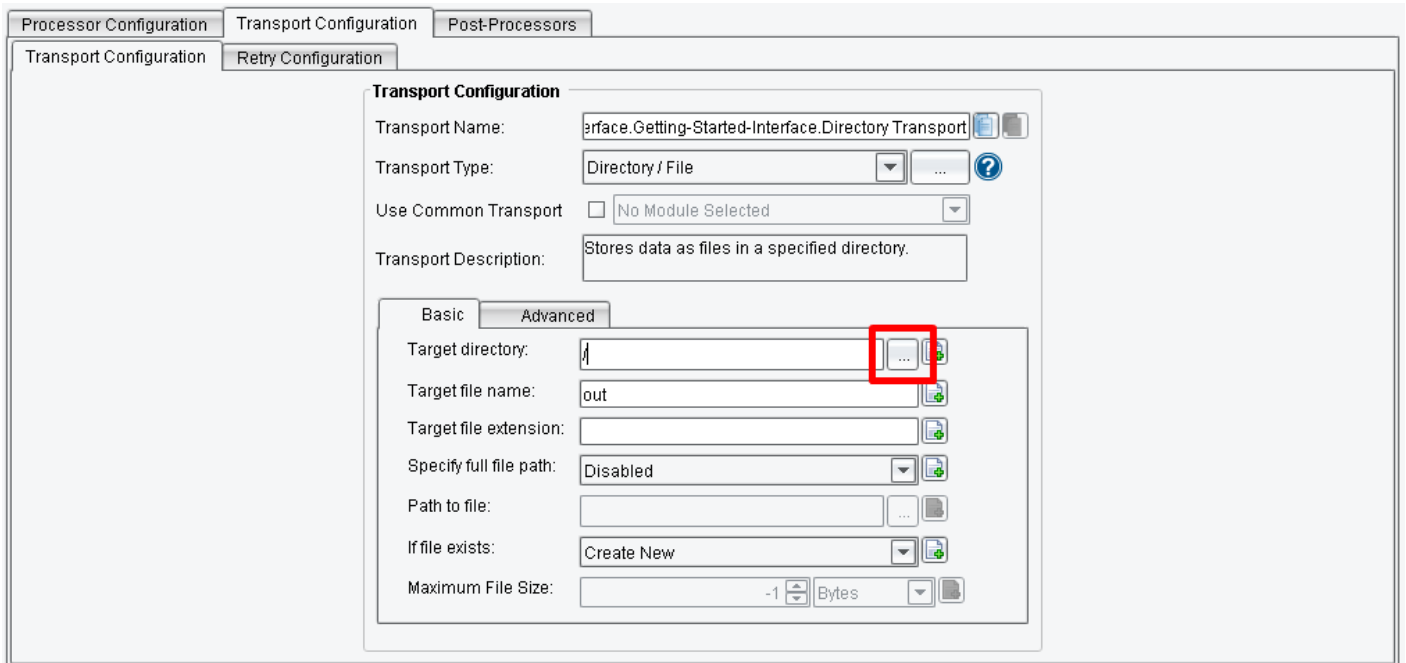 Processor Configuration Transport Configuration Post-Processors
Transport Configuration Retry Configuration
Transport Configuration
Transport Name: erface.Getting-Started-Interface.Directory Transport
Transport Type: Directory / File ... ?
Use Common Transport No Module Selected
Transport Description: Stores data as files in a specified directory.
Basic Advanced
Target directory: / ...
Target file name: out
Target file extension:
Specify full file path: Disabled
Path to file: ...
If file exists: Create New
Maximum File Size: -1 Bytes